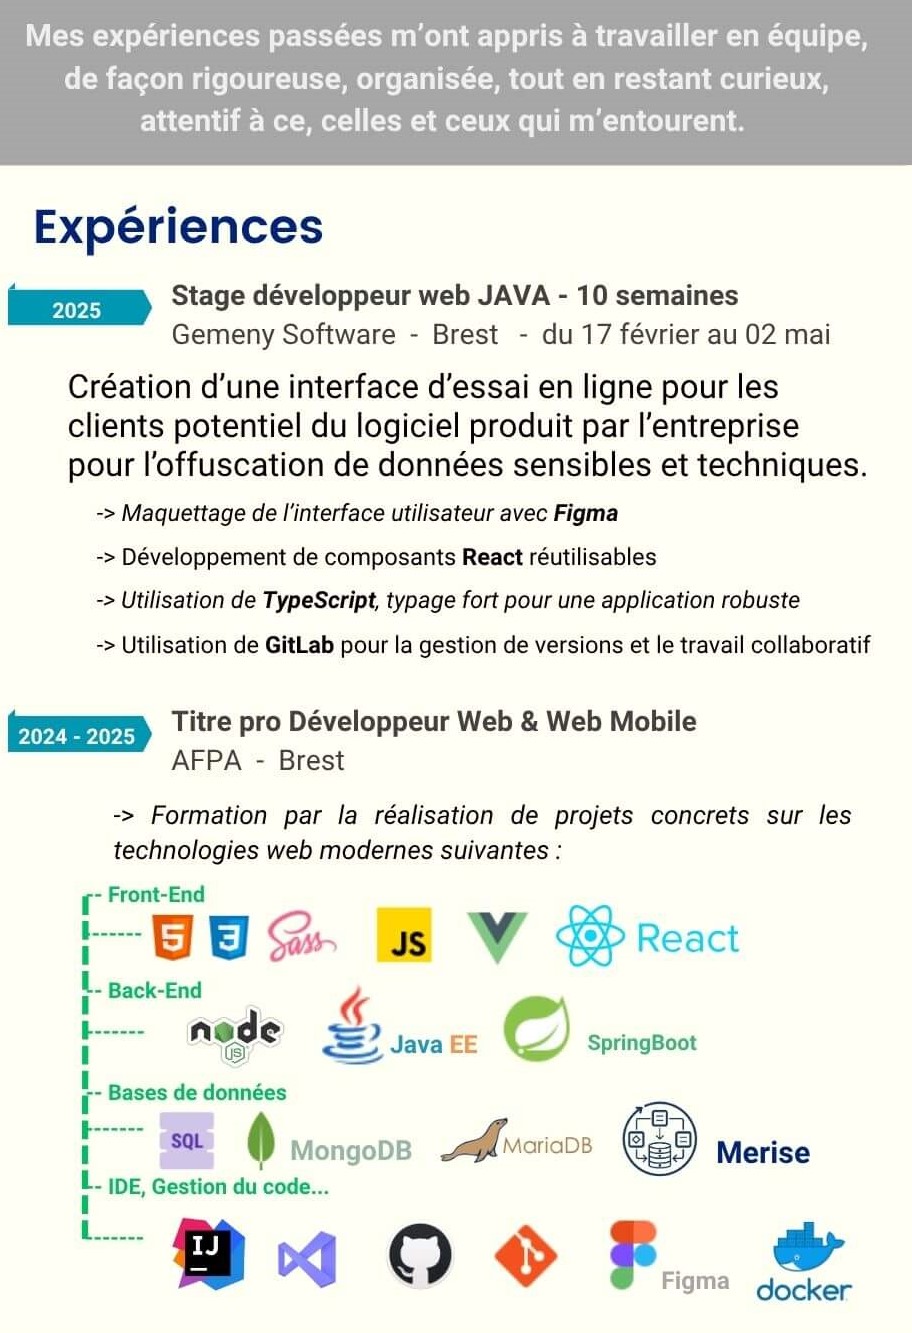 Mes expériences passées m’ont appris à travailler en équipe,
de façon rigoureuse, organisée, tout en restant curieux,
attentif à ce, celles et ceux qui m’entourent.
Expériences
2025
Stage développeur web JAVA - 10 semaines
Gemeny Software - Brest - du 17 février au 02 mai
Création d’une interface d’essai en ligne pour les
clients potentiel du logiciel produit par l’entreprise
pour l’offuscation de données sensibles et techniques.
-> Maquettage de l’interface utilisateur avec Figma
-> Développement de composants React réutilisables
-> Utilisation de TypeScript, typage fort pour une application robuste
-> Utilisation de GitLab pour la gestion de versions et le travail collaboratif
2024 - 2025
Titre pro Développeur Web & Web Mobile
AFPA - Brest
-> Formation par la réalisation de projets concrets sur les
technologies web modernes suivantes :
Front-End
5 3 Sass JS React
Back-End
node JS Java EE SpringBoot
Bases de données
SQL MongoDB MariaDB Merise
IDE, Gestion du code...
IJ Figma docker